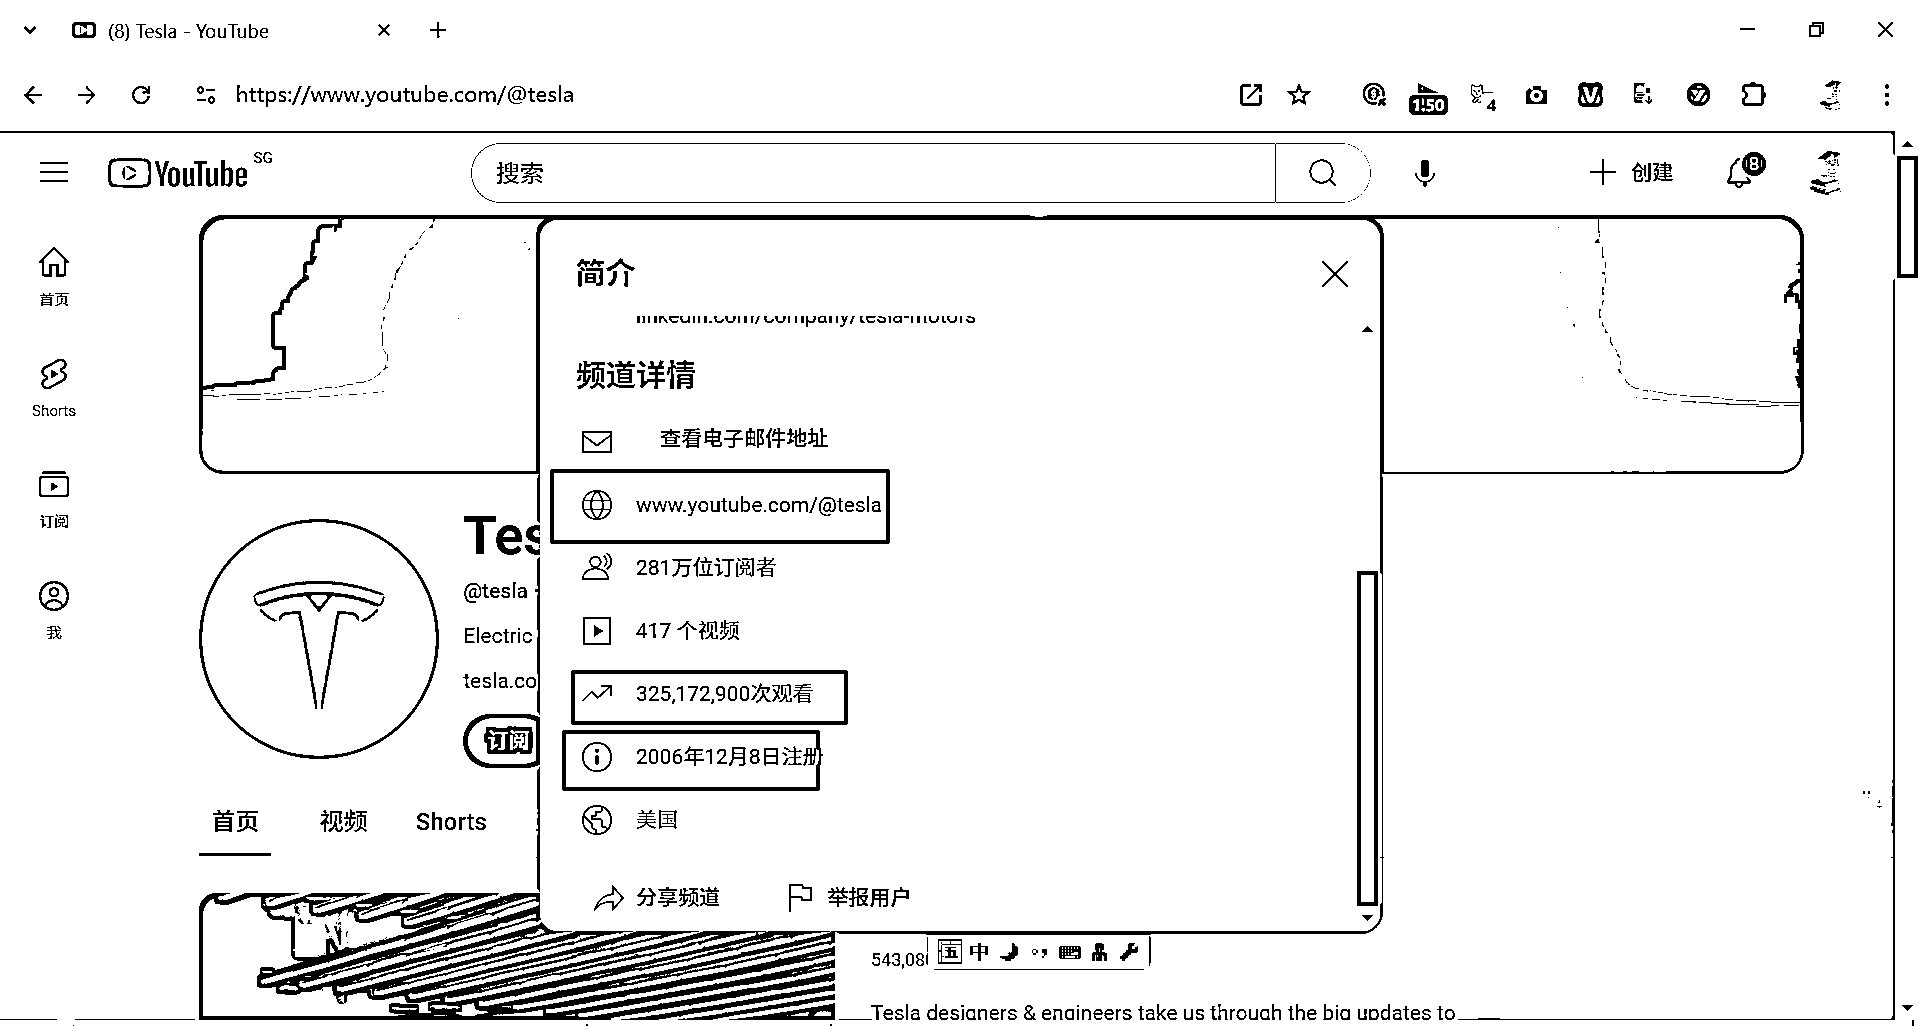 (8) Tesla - YouTube
https://www.youtube.com/@tesla
1:50
4
YouTube SG
搜索
创建
8
首页
Shorts
订阅
我
简介
linkedin.com/company/tesla-motors
频道详情
查看电子邮件地址
www.youtube.com/@tesla
281万位订阅者
417 个视频
325,172,900次观看
2006年12月8日注册
美国
分享频道
举报用户
Tes
@tesla
Electric
tesla.co
订阅
首页
视频
Shorts
543,08
五 中
Tesla designers & engineers take us through the big updates to